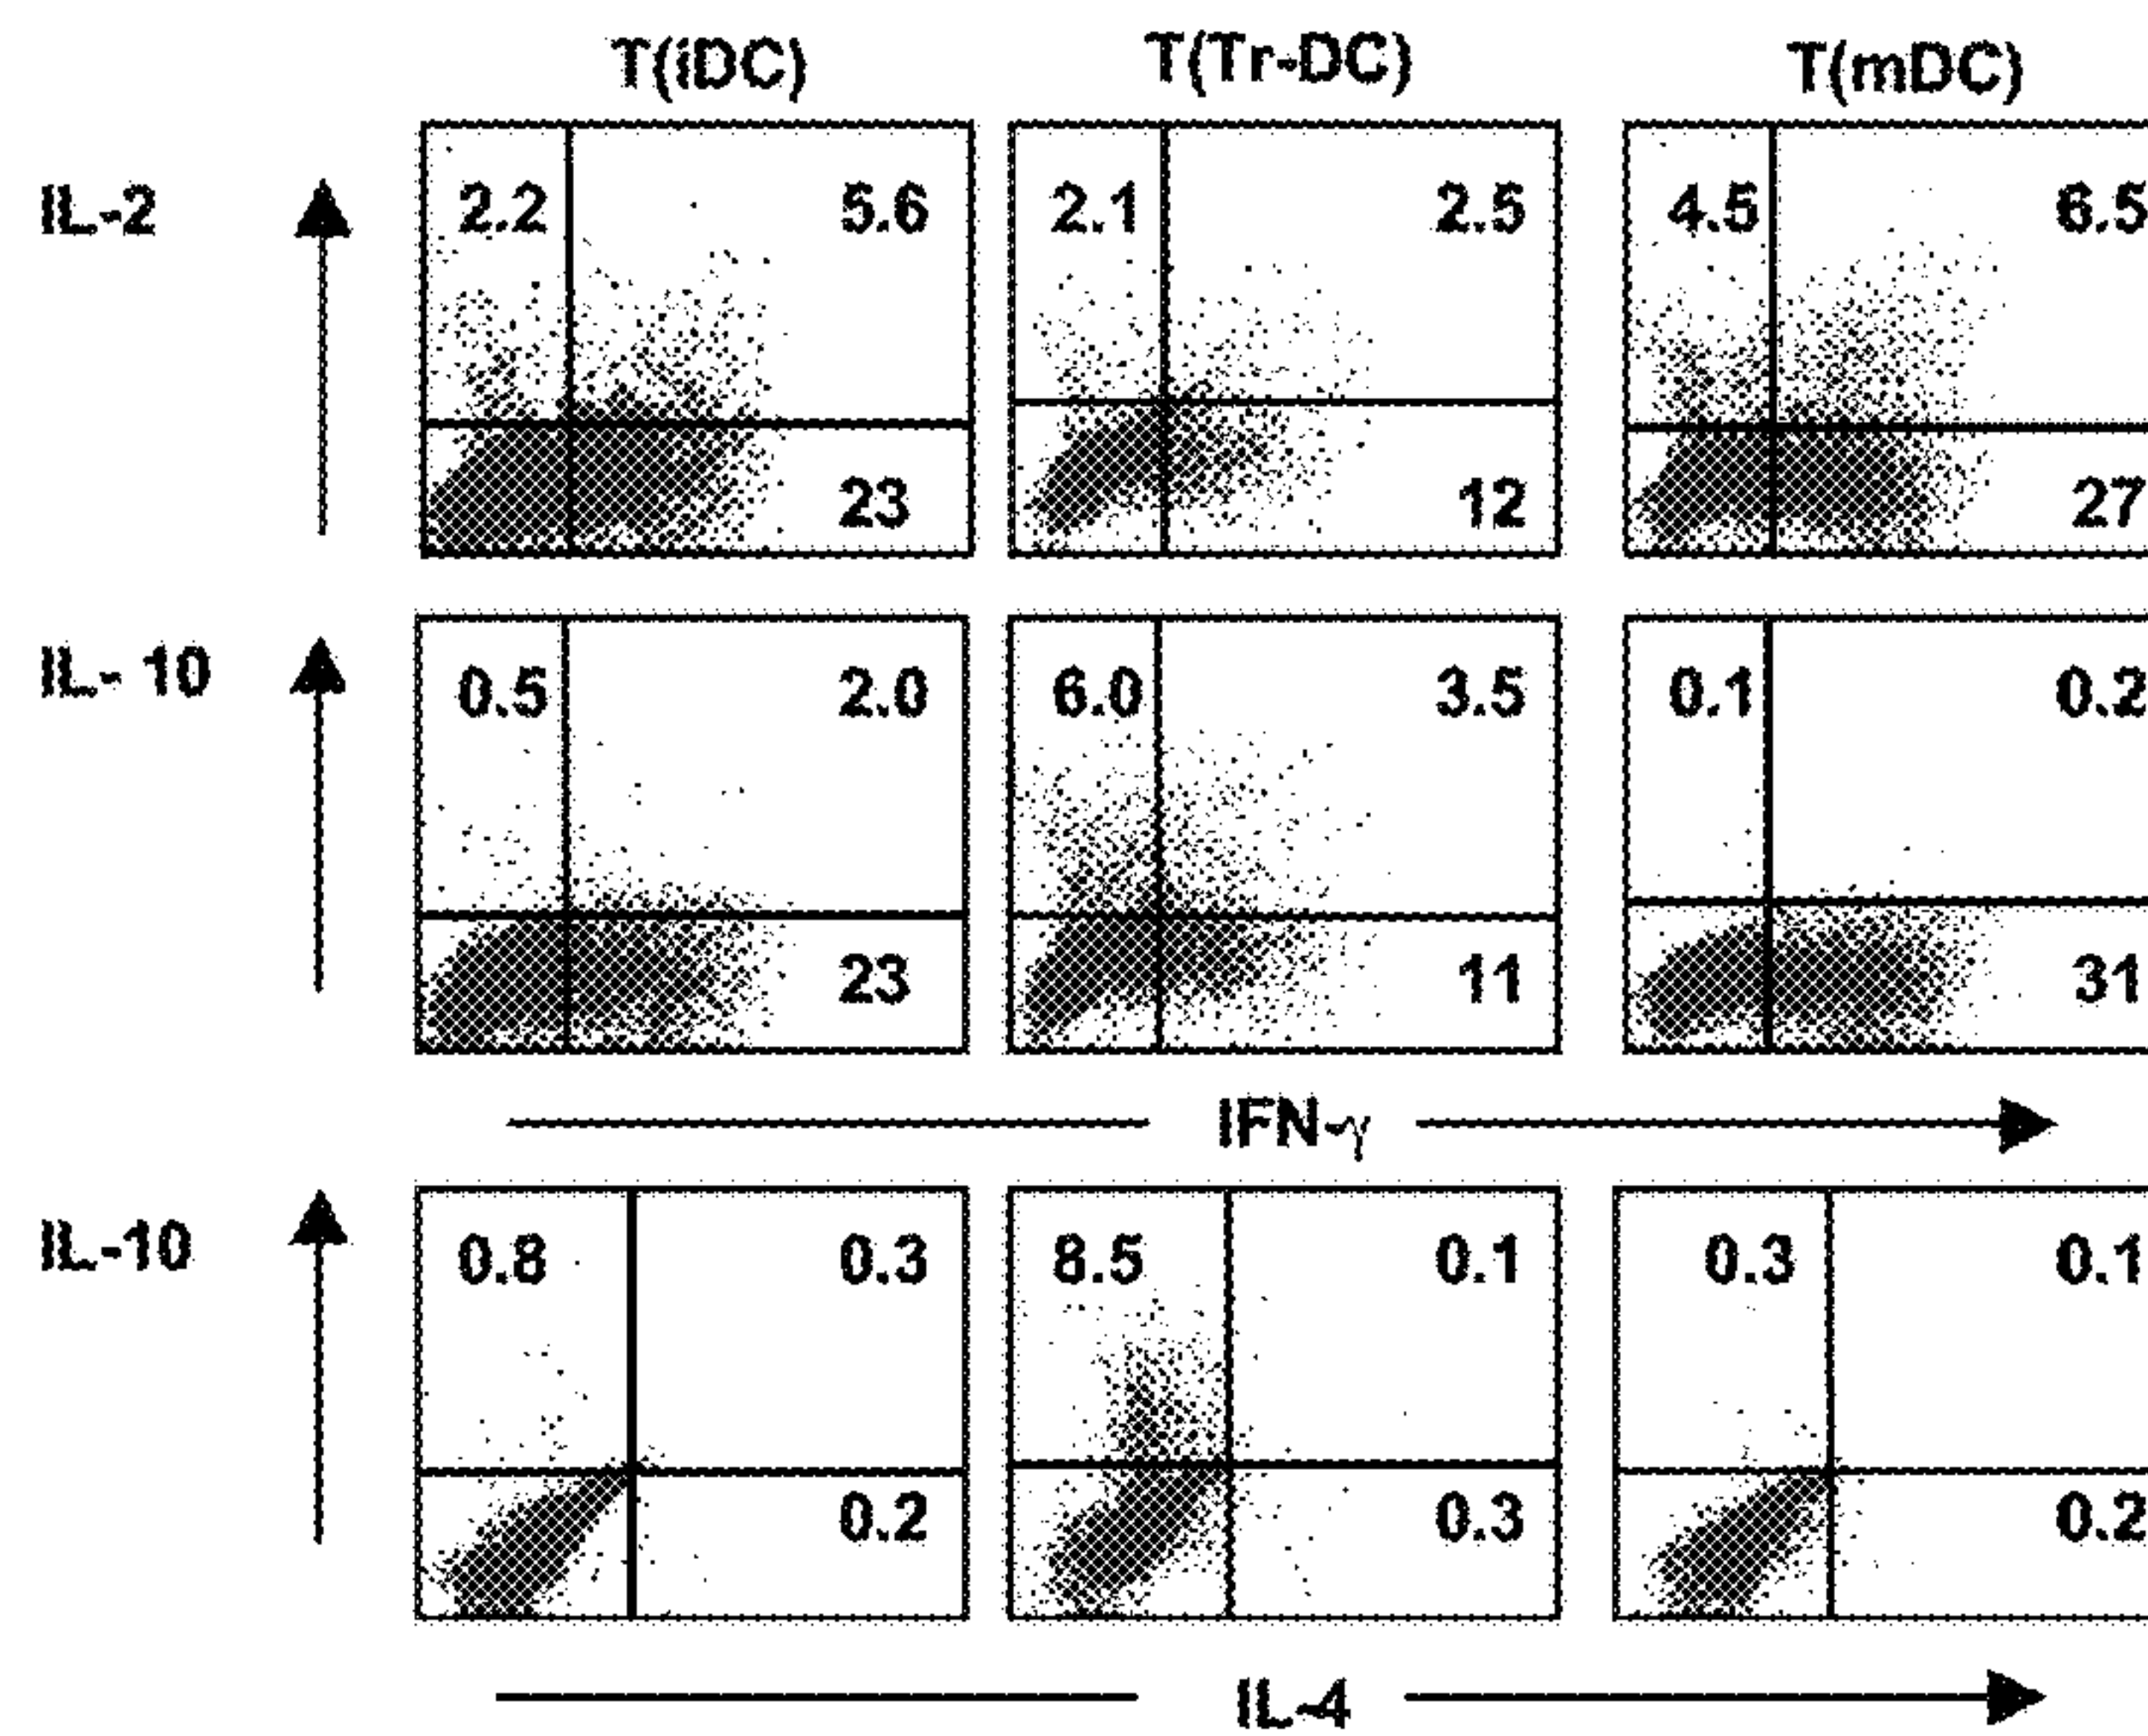 T(iDC) T(Tr-DC) T(mDC)
IL-2 2.2 5.6 2.1 2.5 4.5 6.5
23 12 27
IL- 10 0.5 2.0 6.0 3.5 0.1 0.2
23 11 31
IFN-γ
IL-10 0.8 0.3 8.5 0.1 0.3 0.1
0.2 0.3 0.2
IL-4